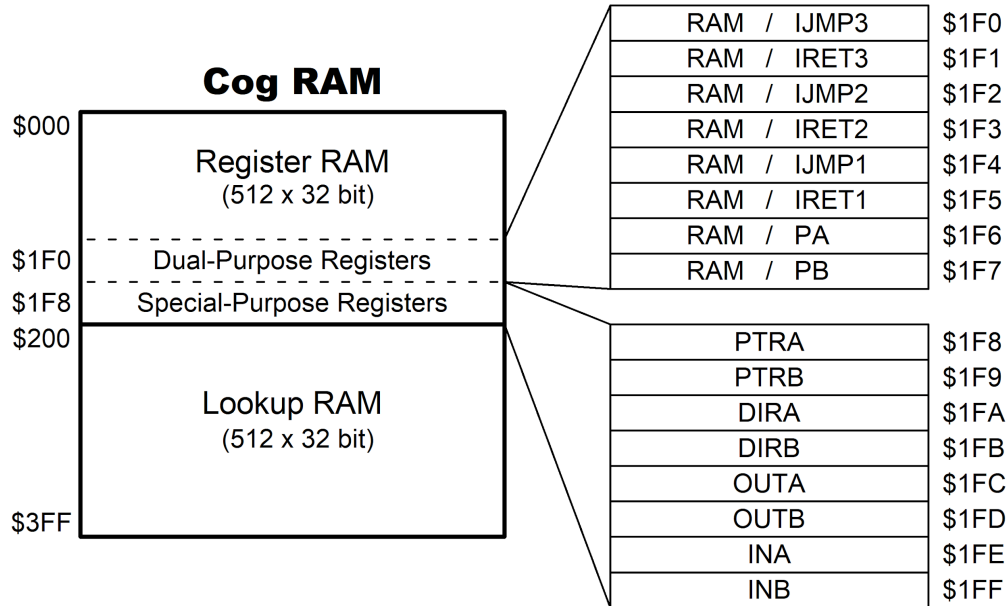 Cog RAM
$000
Register RAM
(512 x 32 bit)
$1F0 Dual-Purpose Registers
$1F8 Special-Purpose Registers
$200
Lookup RAM
(512 x 32 bit)
$3FF
RAM / IJMP3 $1F0
RAM / IRET3 $1F1
RAM / IJMP2 $1F2
RAM / IRET2 $1F3
RAM / IJMP1 $1F4
RAM / IRET1 $1F5
RAM / PA $1F6
RAM / PB $1F7
PTRA $1F8
PTRB $1F9
DIRA $1FA
DIRB $1FB
OUTA $1FC
OUTB $1FD
INA $1FE
INB $1FF